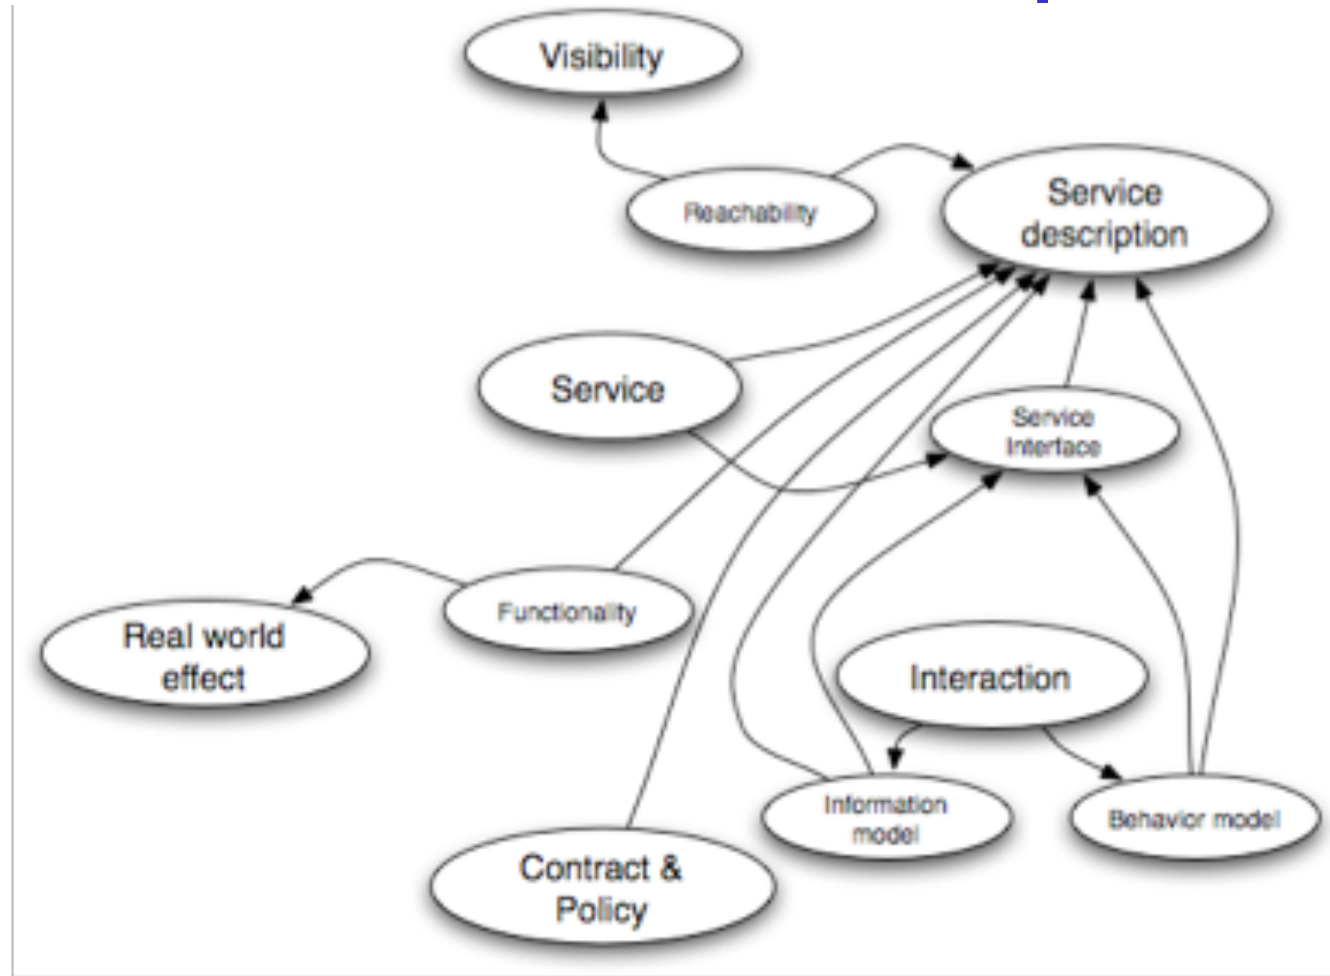 Visibility
Reachability
Service
description
Service
Service
Interface
Functionality
Real world
effect
Interaction
Information
model
Behavior model
Contract &
Policy